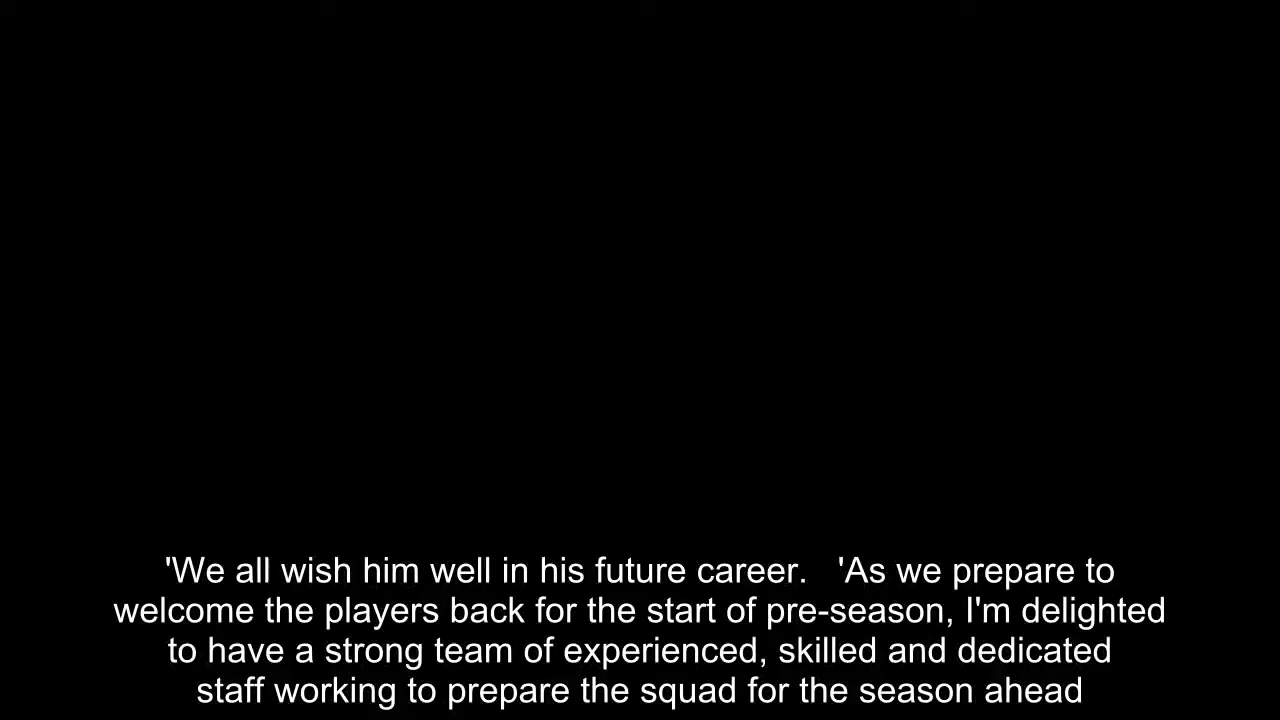 'We all wish him well in his future career.   'As we prepare to
welcome the players back for the start of pre-season, I'm delighted
to have a strong team of experienced, skilled and dedicated
staff working to prepare the squad for the season ahead